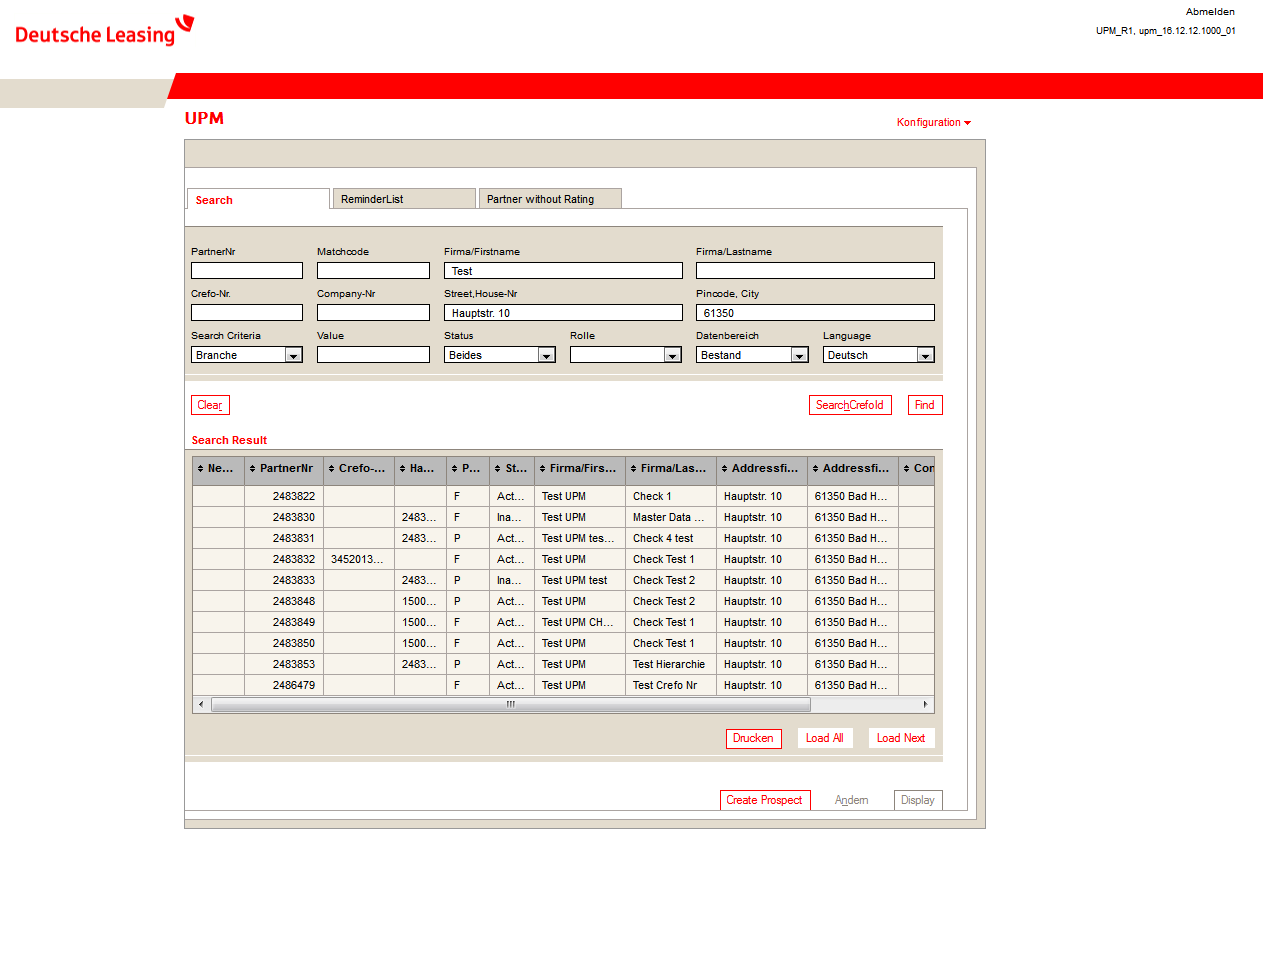 Abmelden
Deutsche Leasing
UPM_R1, upm_16.12.12.1000_01
UPM
Konfiguration
Search ReminderList Partner without Rating
PartnerNr Matchcode Firma/Firstname Firma/Lastname
Test
Crefo-Nr. Company-Nr Street,House-Nr Pincode, City
Hauptstr. 10 61350
Search Criteria Value Status Rolle Datenbereich Language
Branche Beides Bestand Deutsch
Clear SearchCrefoId Find
Search Result
Ne... PartnerNr Crefo-... Ha... P... St... Firma/Firs... Firma/Las... Addressfi... Addressfi... Con
2483822 F Act... Test UPM Check 1 Hauptstr. 10 61350 Bad H...
2483830 2483... F Ina... Test UPM Master Data ... Hauptstr. 10 61350 Bad H...
2483831 2483... P Act... Test UPM tes... Check 4 test Hauptstr. 10 61350 Bad H...
2483832 3452013... F Act... Test UPM Check Test 1 Hauptstr. 10 61350 Bad H...
2483833 2483... P Ina... Test UPM test Check Test 2 Hauptstr. 10 61350 Bad H...
2483848 1500... P Act... Test UPM Check Test 2 Hauptstr. 10 61350 Bad H...
2483849 1500... F Act... Test UPM CH... Check Test 1 Hauptstr. 10 61350 Bad H...
2483850 1500... F Act... Test UPM Check Test 1 Hauptstr. 10 61350 Bad H...
2483853 2483... P Act... Test UPM Test Hierarchie Hauptstr. 10 61350 Bad H...
2486479 F Act... Test UPM Test Crefo Nr Hauptstr. 10 61350 Bad H...
Drucken Load All Load Next
Create Prospect Andern Display